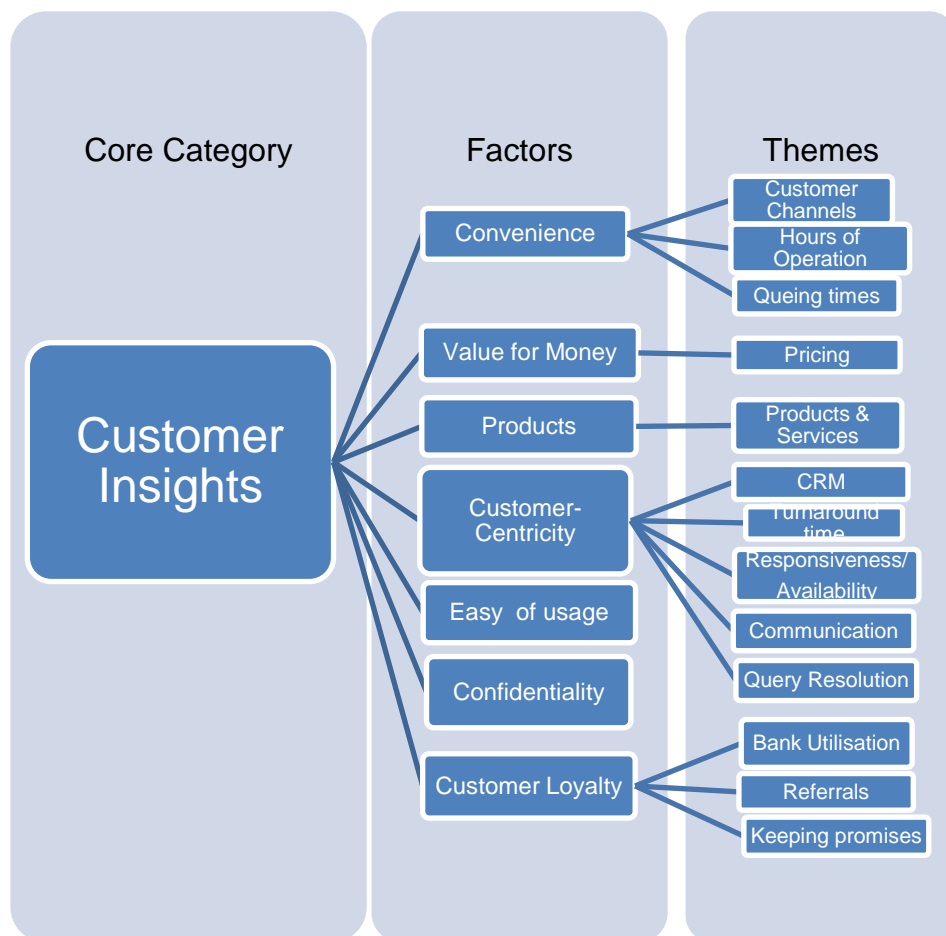 Core Category
Factors
Themes
Customer
Insights
Convenience
Value for Money
Products
Customer-
Centricity
Easy  of usage
Confidentiality
Customer Loyalty
Customer
Channels
Hours of
Operation
Queing times
Pricing
Products &
Services
CRM
Turnaround
time
Responsiveness/
Availability
Communication
Query Resolution
Bank Utilisation
Referrals
Keeping promises